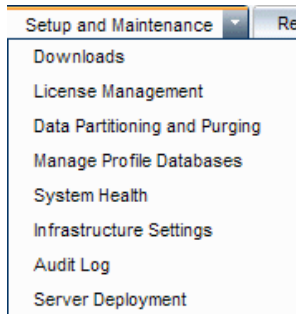 Setup and Maintenance Re
Downloads
License Management
Data Partitioning and Purging
Manage Profile Databases
System Health
Infrastructure Settings
Audit Log
Server Deployment